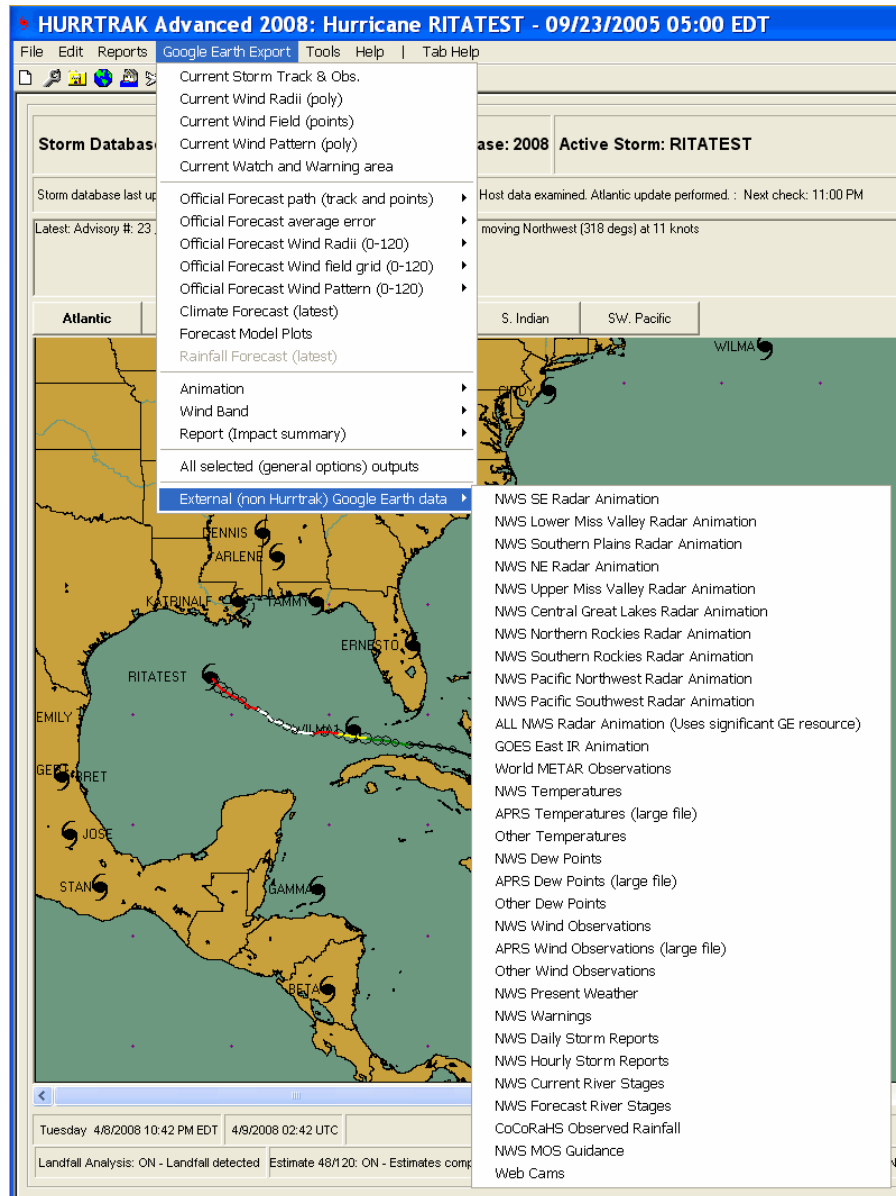 HURRTRAK Advanced 2008: Hurricane RITATEST - 09/23/2005 05:00 EDT
File Edit Reports Google Earth Export Tools Help | Tab Help
Current Storm Track & Obs.
Current Wind Radii (poly)
Current Wind Field (points)
Current Wind Pattern (poly)
Current Watch and Warning area
Storm Database: 2008 Active Storm: RITATEST
Storm database last
Host data examined. Atlantic update performed. : Next check: 11:00 PM
Official Forecast path (track and points)
Official Forecast average error
Latest: Advisory #: 23
moving Northwest (318 degs) at 11 knots
Official Forecast Wind Radii (0-120)
Official Forecast Wind field grid (0-120)
Official Forecast Wind Pattern (0-120)
Climate Forecast (latest)
Forecast Model Plots
Rainfall Forecast (latest)
Atlantic S. Indian SW. Pacific
Animation
Wind Band
Report (Impact summary)
All selected (general options) outputs
External (non Hurrtrak) Google Earth data
NWS SE Radar Animation
NWS Lower Miss Valley Radar Animation
NWS Southern Plains Radar Animation
NWS NE Radar Animation
NWS Upper Miss Valley Radar Animation
NWS Central Great Lakes Radar Animation
NWS Northern Rockies Radar Animation
NWS Southern Rockies Radar Animation
NWS Pacific Northwest Radar Animation
NWS Pacific Southwest Radar Animation
ALL NWS Radar Animation (Uses significant GE resource)
GOES East IR Animation
World METAR Observations
NWS Temperatures
APRS Temperatures (large file)
Other Temperatures
NWS Dew Points
APRS Dew Points (large file)
Other Dew Points
NWS Wind Observations
APRS Wind Observations (large file)
Other Wind Observations
NWS Present Weather
NWS Warnings
NWS Daily Storm Reports
NWS Hourly Storm Reports
NWS Current River Stages
NWS Forecast River Stages
CoCoRaHS Observed Rainfall
NWS MOS Guidance
Web Cams
WILMA
CINDY
DENNIS
ARLENE
TAMMY
ERNESTO
RITATEST
EMILY
BRET
JOSE
STAN
GAMMA
BETA
Tuesday 4/8/2008 10:42 PM EDT 4/9/2008 02:42 UTC
Landfall Analysis: ON - Landfall detected Estimate 48/120: ON - Estimates